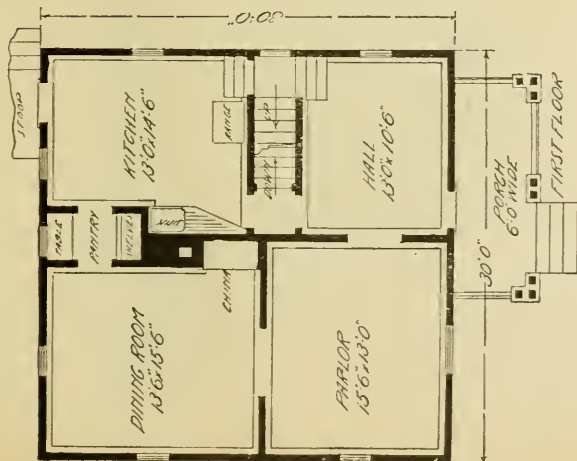 30'-0"
STOOP
KITCHEN
13'0"x14'6"
RANGE
SINK
TABLE
PANTRY
SHELVES
DOWN
UP
HALL
13'0"x10'6"
CHINA
DINING ROOM
13'6"x15'6"
PARLOR
15'6"x13'0"
PORCH
6'0" WIDE
30'0"
FIRST FLOOR